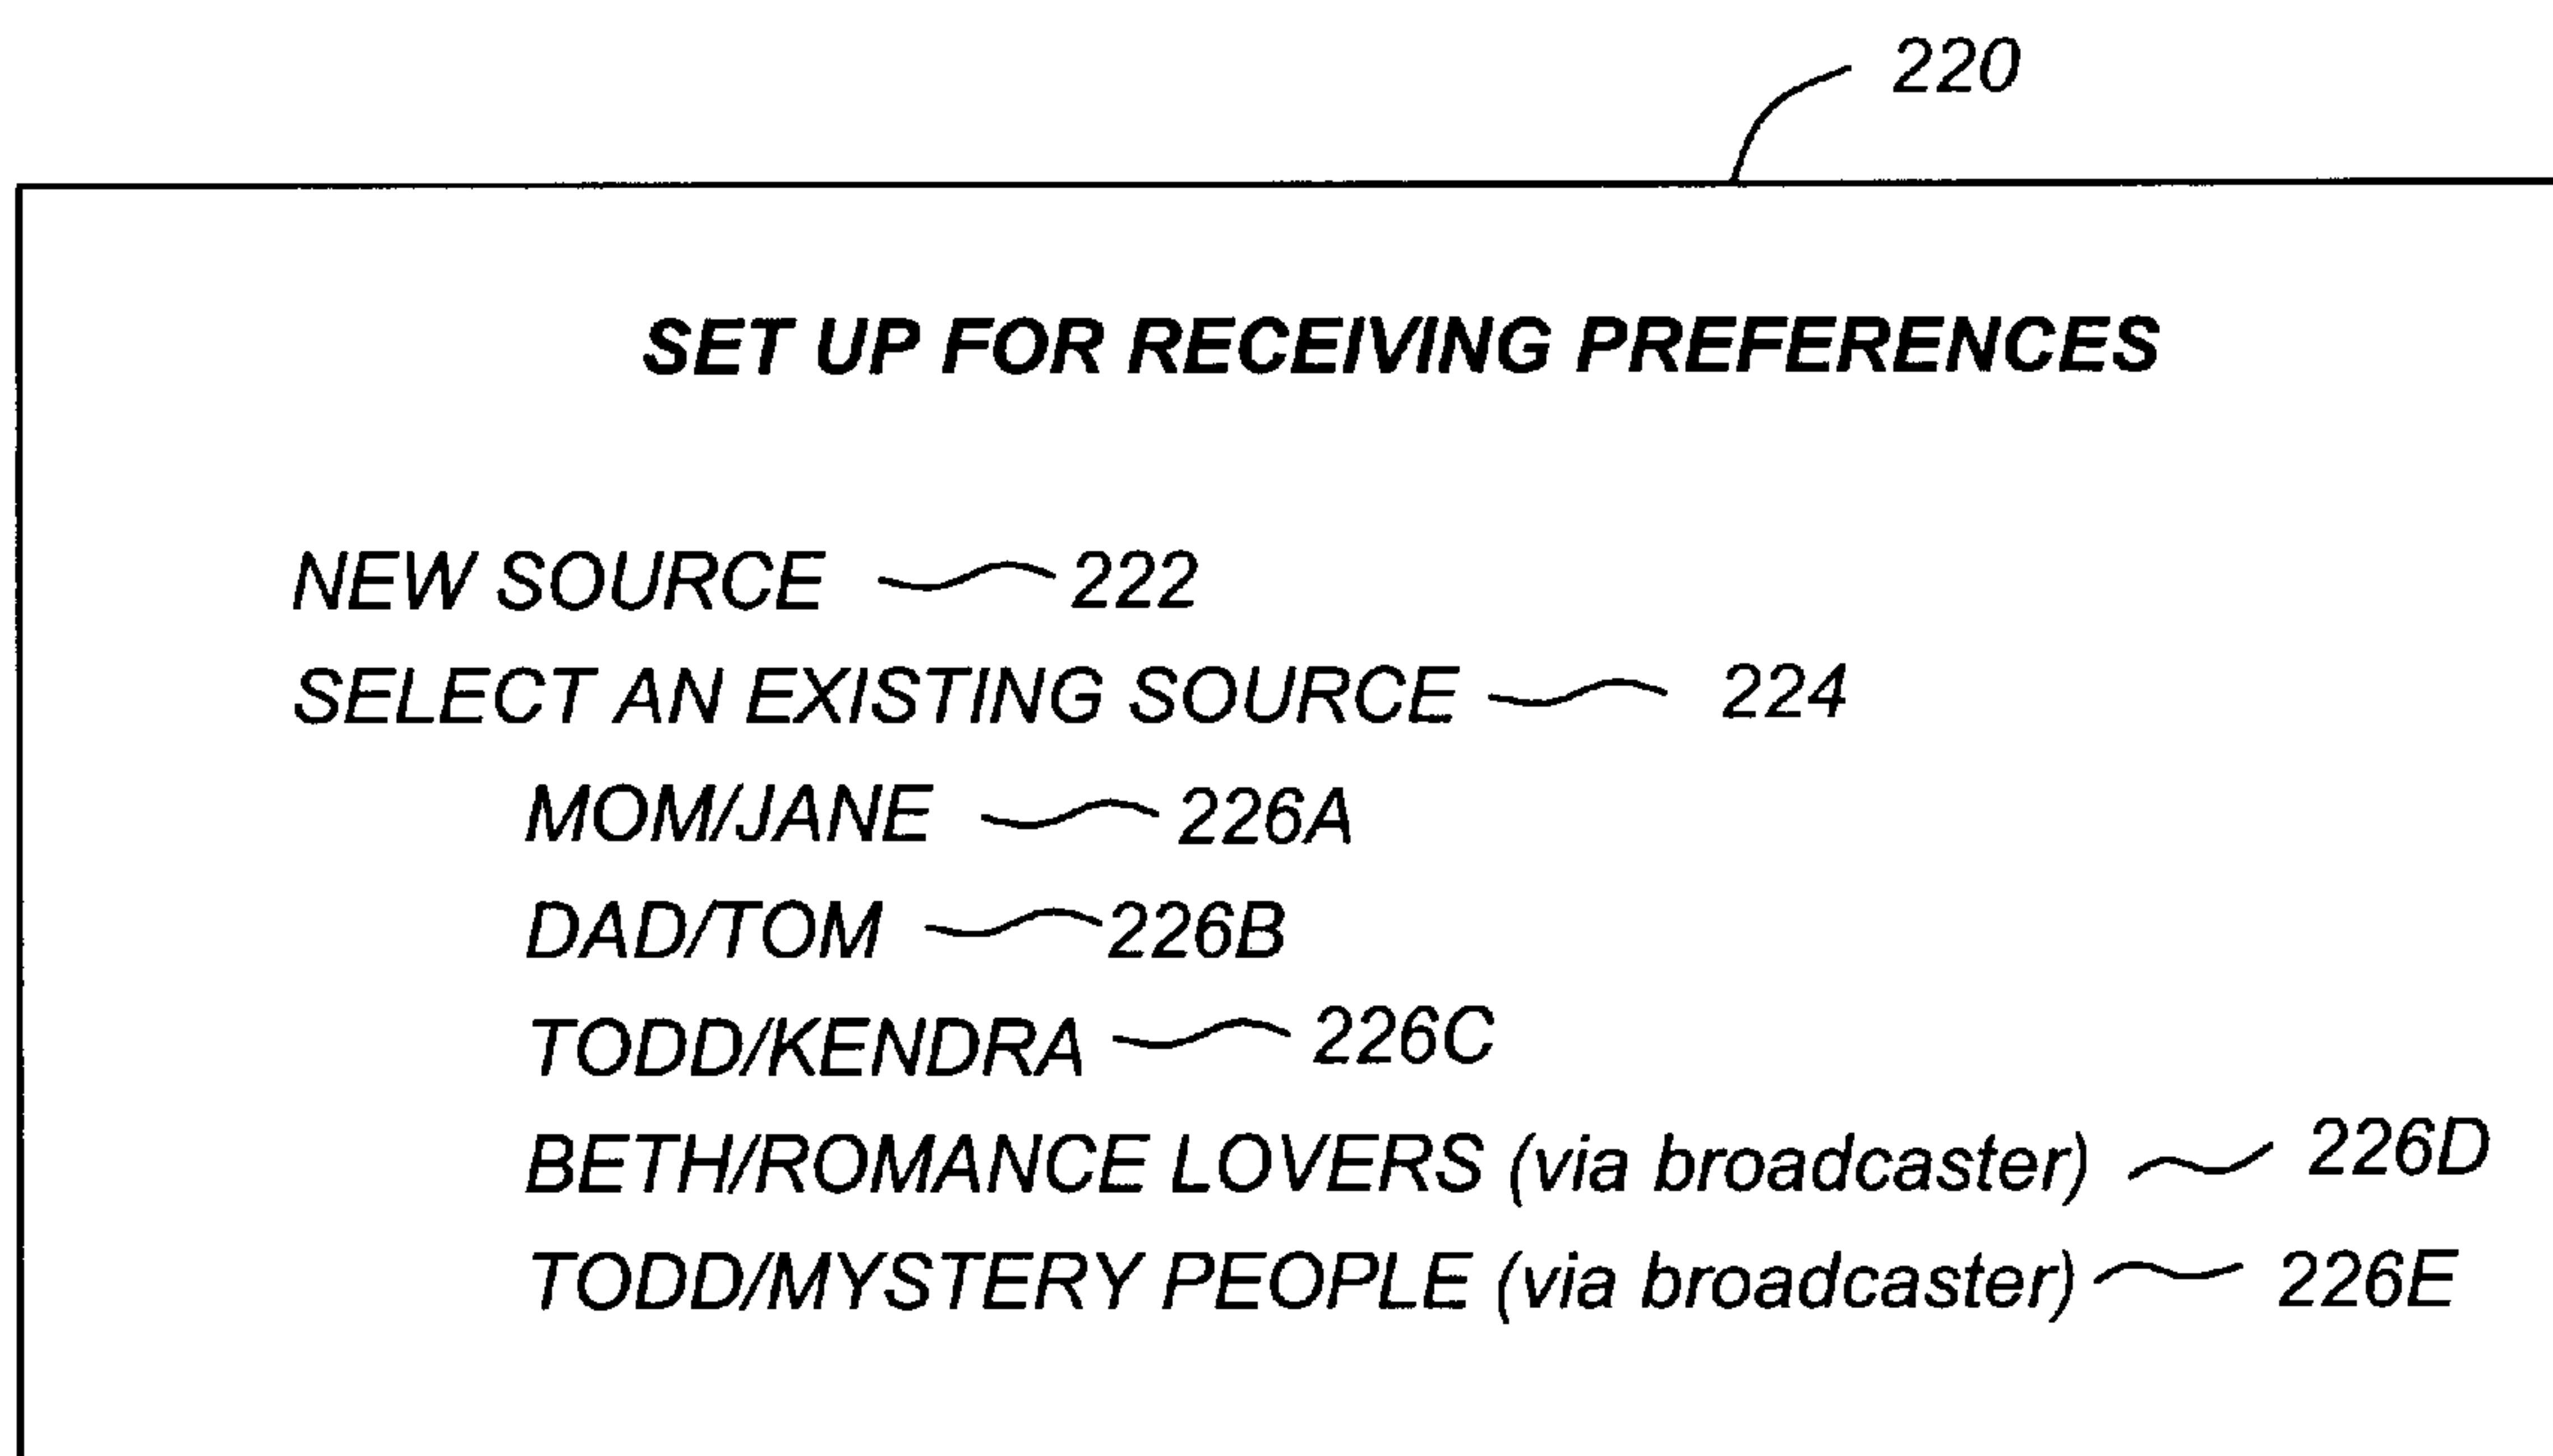 220
SET UP FOR RECEIVING PREFERENCES
NEW SOURCE 222
SELECT AN EXISTING SOURCE 224
MOM/JANE 226A
DAD/TOM 226B
TODD/KENDRA 226C
BETH/ROMANCE LOVERS (via broadcaster) 226D
TODD/MYSTERY PEOPLE (via broadcaster) 226E